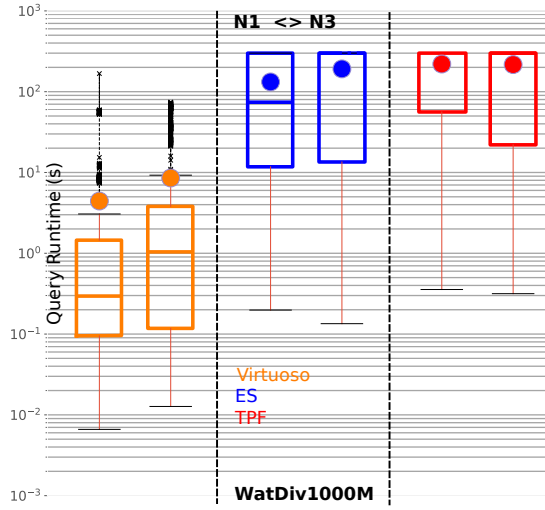 10³
N1 <> N3
10²
10¹
Query Runtime (s)
10⁰
10⁻¹
Virtuoso
ES
TPF
10⁻²
WatDiv1000M
10⁻³